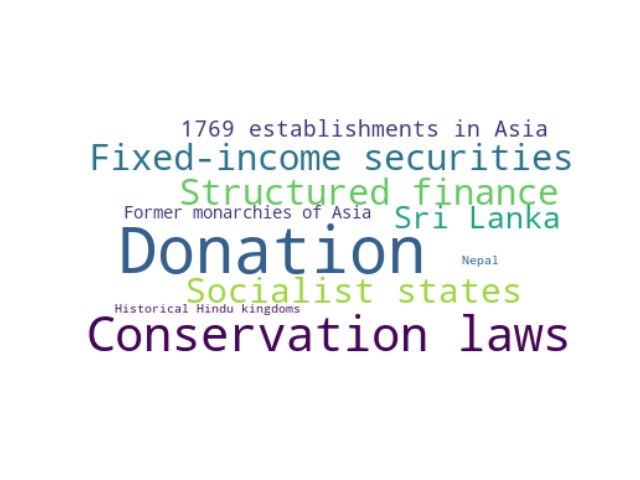 1769 establishments in Asia
Fixed-income securities
Structured finance
Former monarchies of Asia
Sri Lanka
Donation
Nepal
Socialist states
Historical Hindu kingdoms
Conservation laws